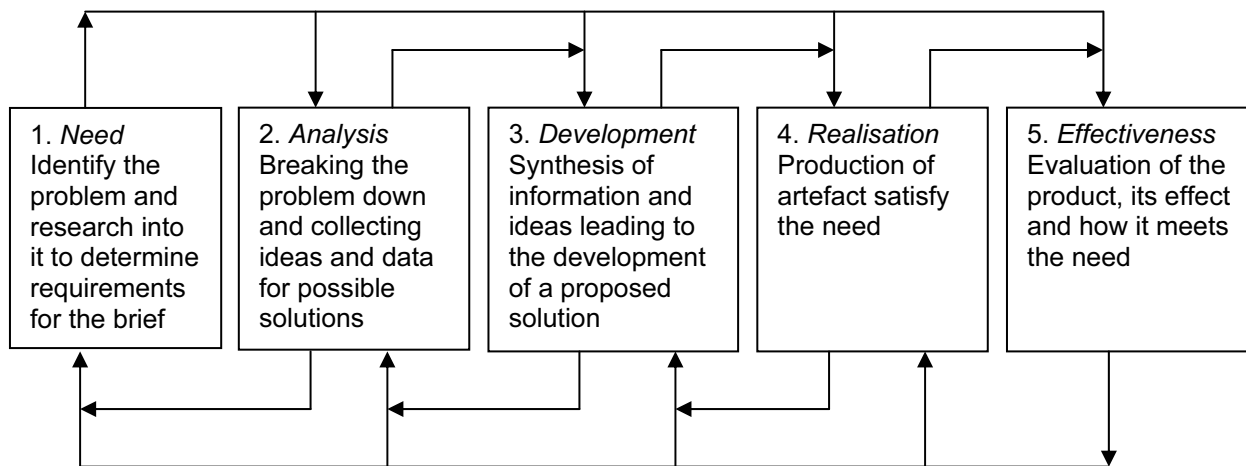 1. Need
Identify the
problem and
research into
it to determine
requirements
for the brief
2. Analysis
Breaking the
problem down
and collecting
ideas and data
for possible
solutions
3. Development
Synthesis of
information and
ideas leading to
the development
of a proposed
solution
4. Realisation
Production of
artefact satisfy
the need
5. Effectiveness
Evaluation of the
product, its effect
and how it meets
the need